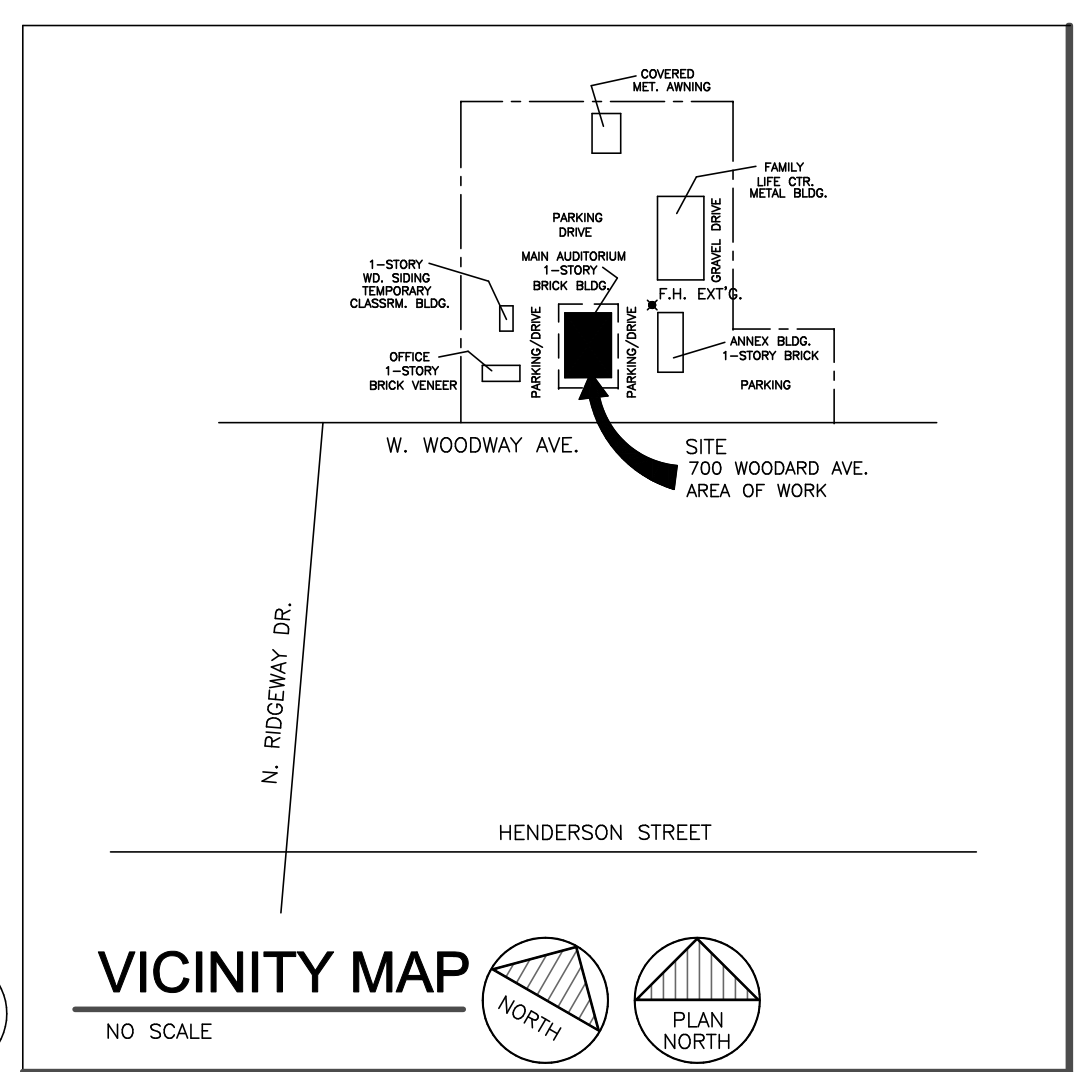 COVERED
MET. AWNING
FAMILY
LIFE CTR.
METAL BLDG.
GRAVEL DRIVE
PARKING
DRIVE
MAIN AUDITORIUM
1-STORY
BRICK BLDG.
1-STORY
WD. SIDING
TEMPORARY
CLASSRM. BLDG.
F.H. EXT'G.
PARKING/DRIVE
PARKING/DRIVE
ANNEX BLDG.
1-STORY BRICK
OFFICE
1-STORY
BRICK VENEER
PARKING
W. WOODWAY AVE.
SITE
700 WOODARD AVE.
AREA OF WORK
N. RIDGEWAY DR.
HENDERSON STREET
VICINITY MAP
NO SCALE
NORTH
PLAN
NORTH